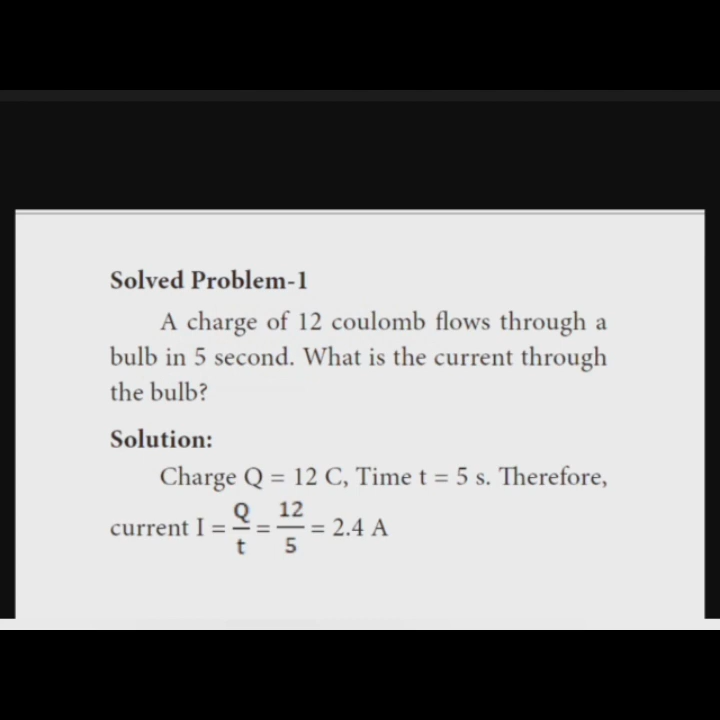 Solved Problem-1
A charge of 12 coulomb flows through a
bulb in 5 second. What is the current through
the bulb?
Solution:
Charge Q = 12 C, Time t = 5 s. Therefore,
current I = Q/t = 12/5 = 2.4 A